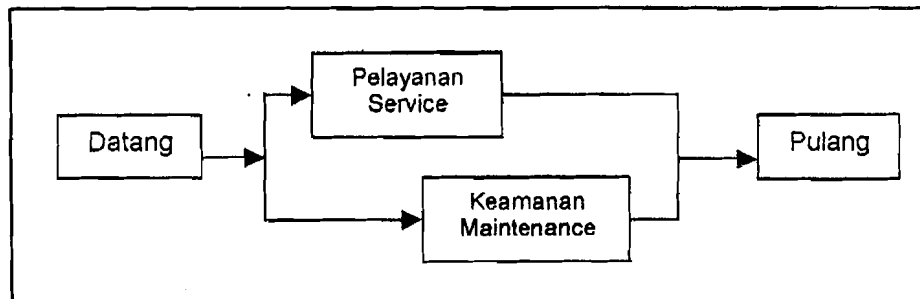 Datang
Pelayanan
Service
Keamanan
Maintenance
Pulang